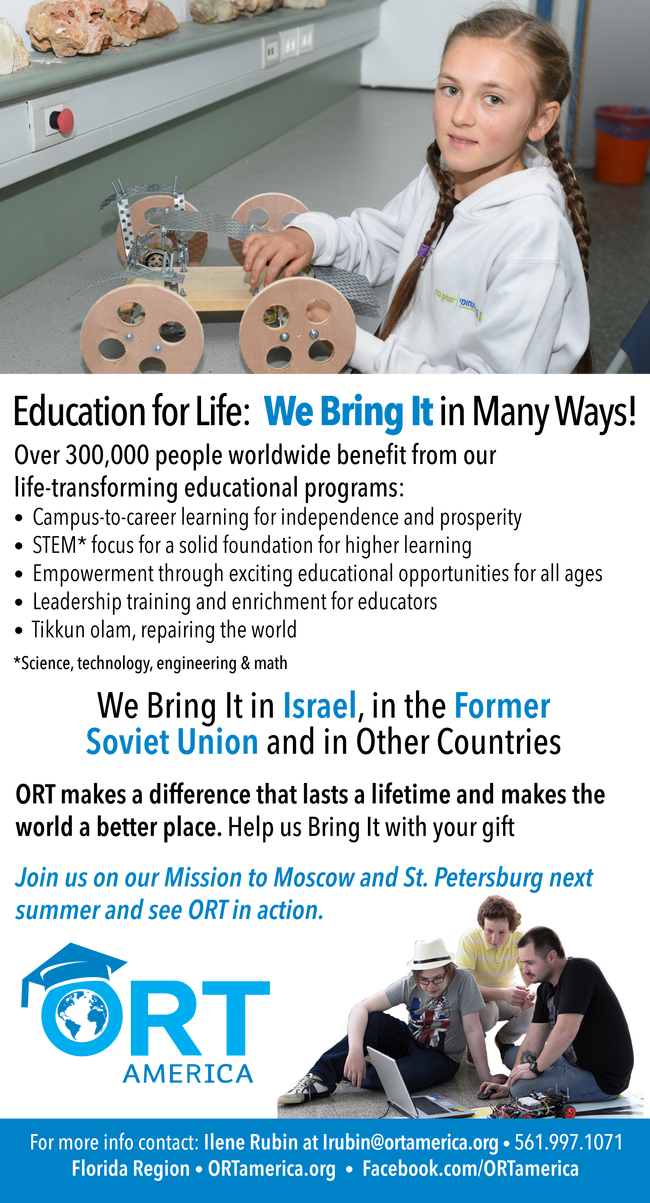 Education for Life: We Bring It in Many Ways!
Over 300,000 people worldwide benefit from our
life-transforming educational programs:
• Campus-to-career learning for independence and prosperity
• STEM* focus for a solid foundation for higher learning
• Empowerment through exciting educational opportunities for all ages
• Leadership training and enrichment for educators
• Tikkun olam, repairing the world
*Science, technology, engineering & math
We Bring It in Israel, in the Former
Soviet Union and in Other Countries
ORT makes a difference that lasts a lifetime and makes the
world a better place. Help us Bring It with your gift
Join us on our Mission to Moscow and St. Petersburg next
summer and see ORT in action.
ORT
AMERICA
For more info contact: Ilene Rubin at Irubin@ortamerica.org • 561.997.1071
Florida Region • ORTamerica.org • Facebook.com/ORTamerica